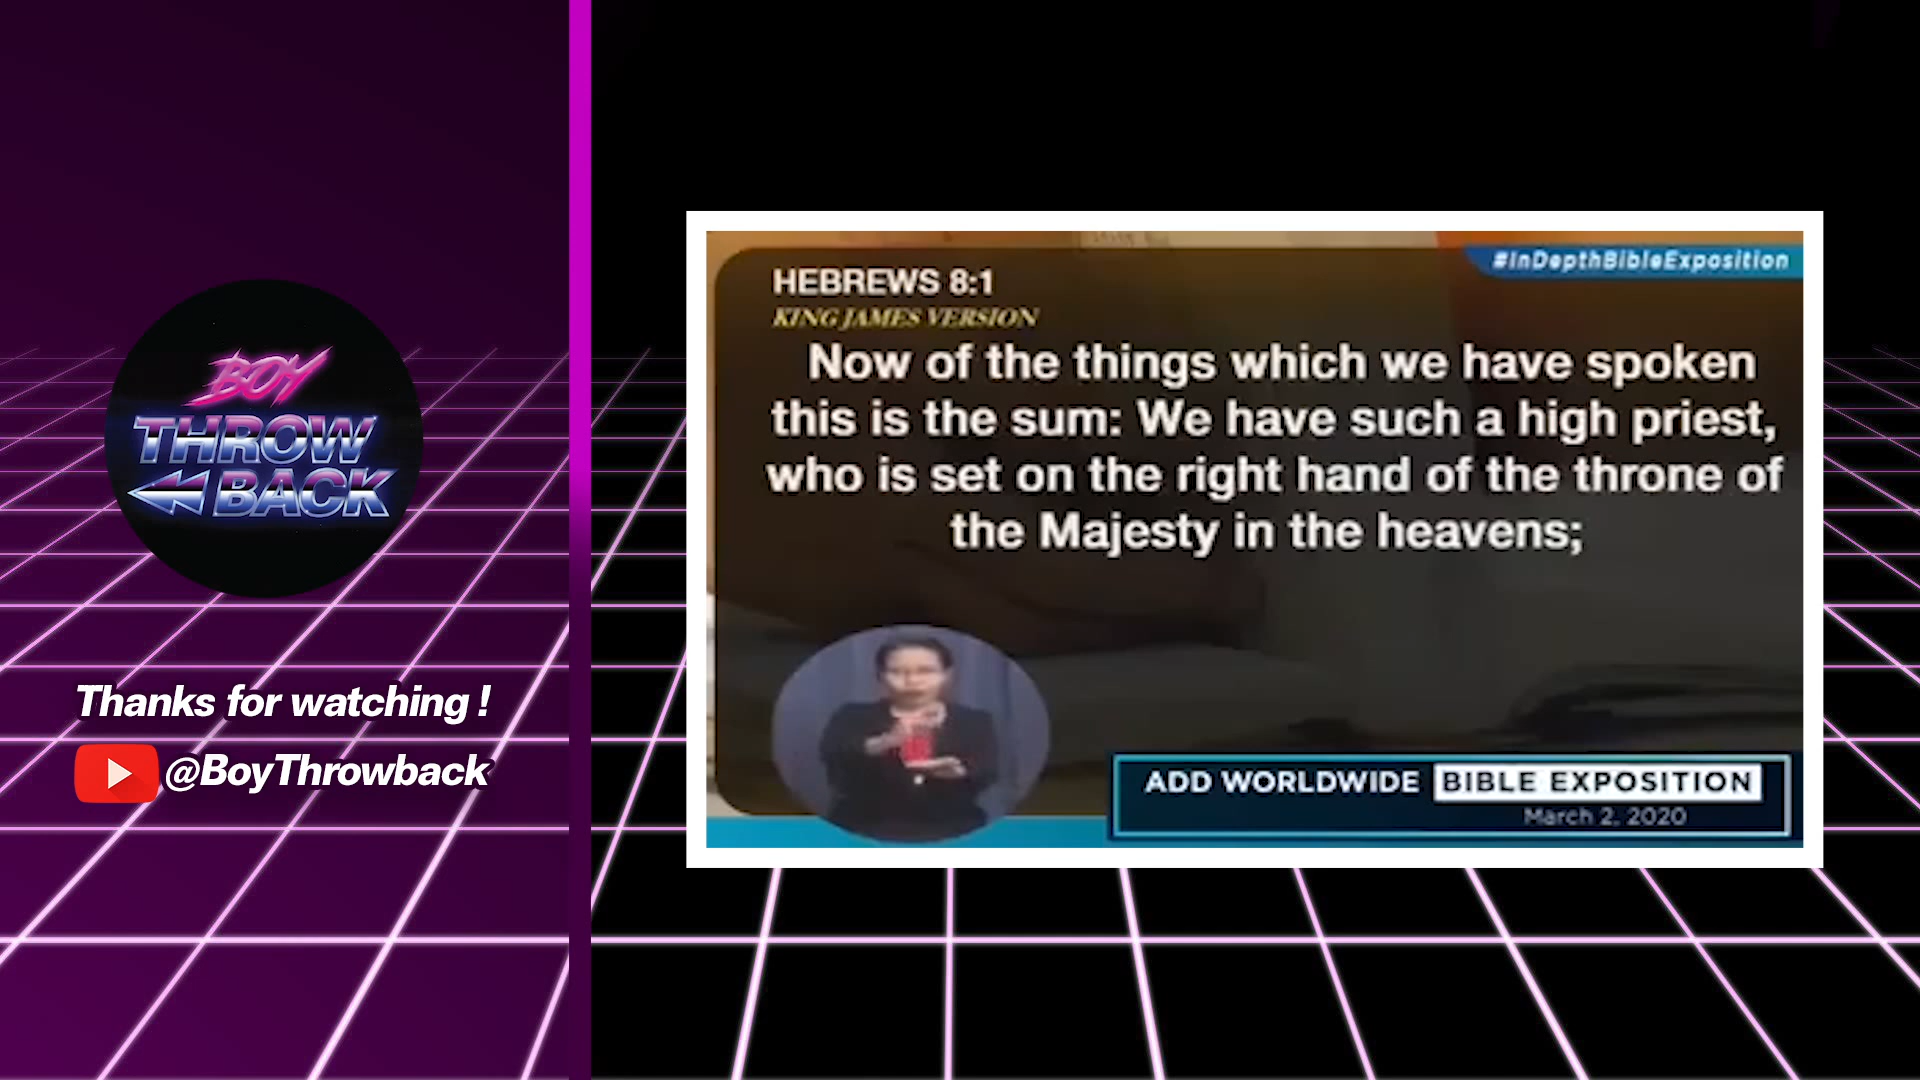 BOY
THROW
BACK
Thanks for watching !
@BoyThrowback
#InDepthBibleExposition
HEBREWS 8:1
KING JAMES VERSION
Now of the things which we have spoken
this is the sum: We have such a high priest,
who is set on the right hand of the throne of
the Majesty in the heavens;
ADD WORLDWIDE BIBLE EXPOSITION
March 2, 2020